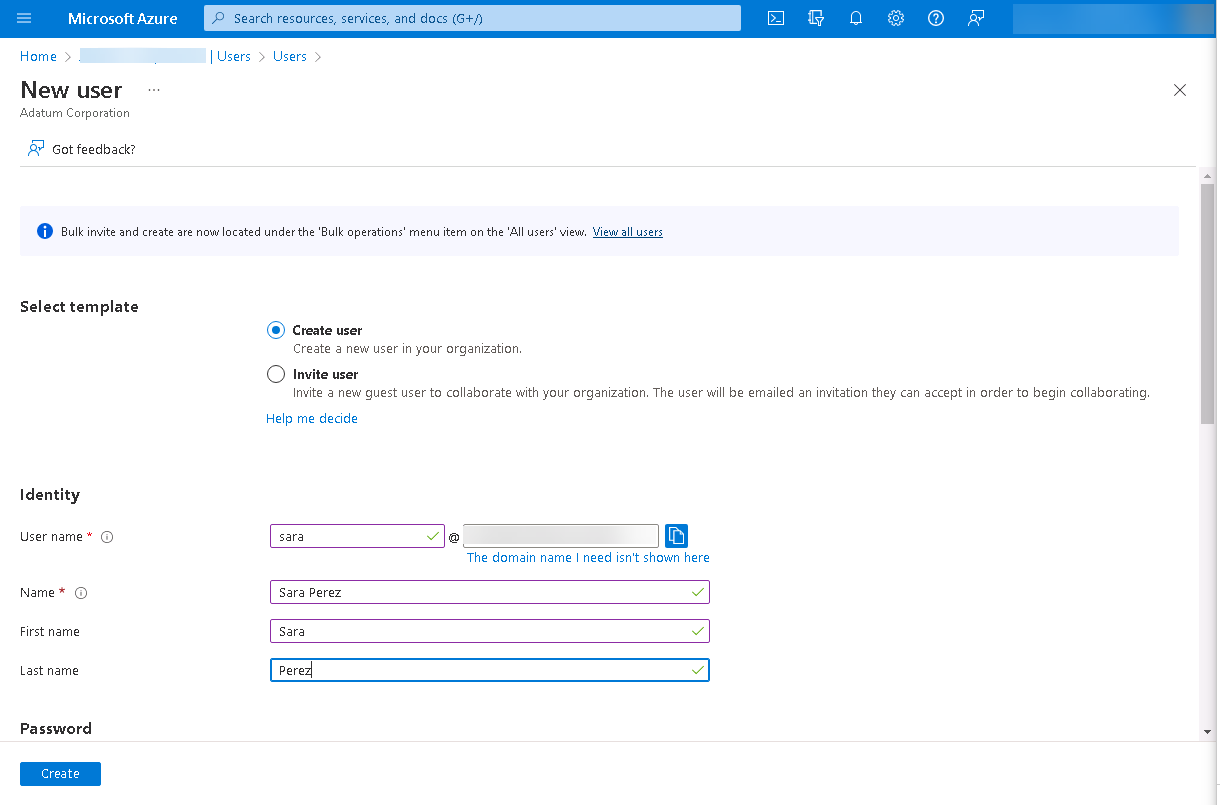 Microsoft Azure
Search resources, services, and docs (G+/)
Home > | Users > Users >
New user ...
Adatum Corporation
Got feedback?
Bulk invite and create are now located under the 'Bulk operations' menu item on the 'All users' view. View all users
Select template
Create user
Create a new user in your organization.
Invite user
Invite a new guest user to collaborate with your organization. The user will be emailed an invitation they can accept in order to begin collaborating.
Help me decide
Identity
User name * sara @
The domain name I need isn't shown here
Name * Sara Perez
First name Sara
Last name Perez
Password
Create